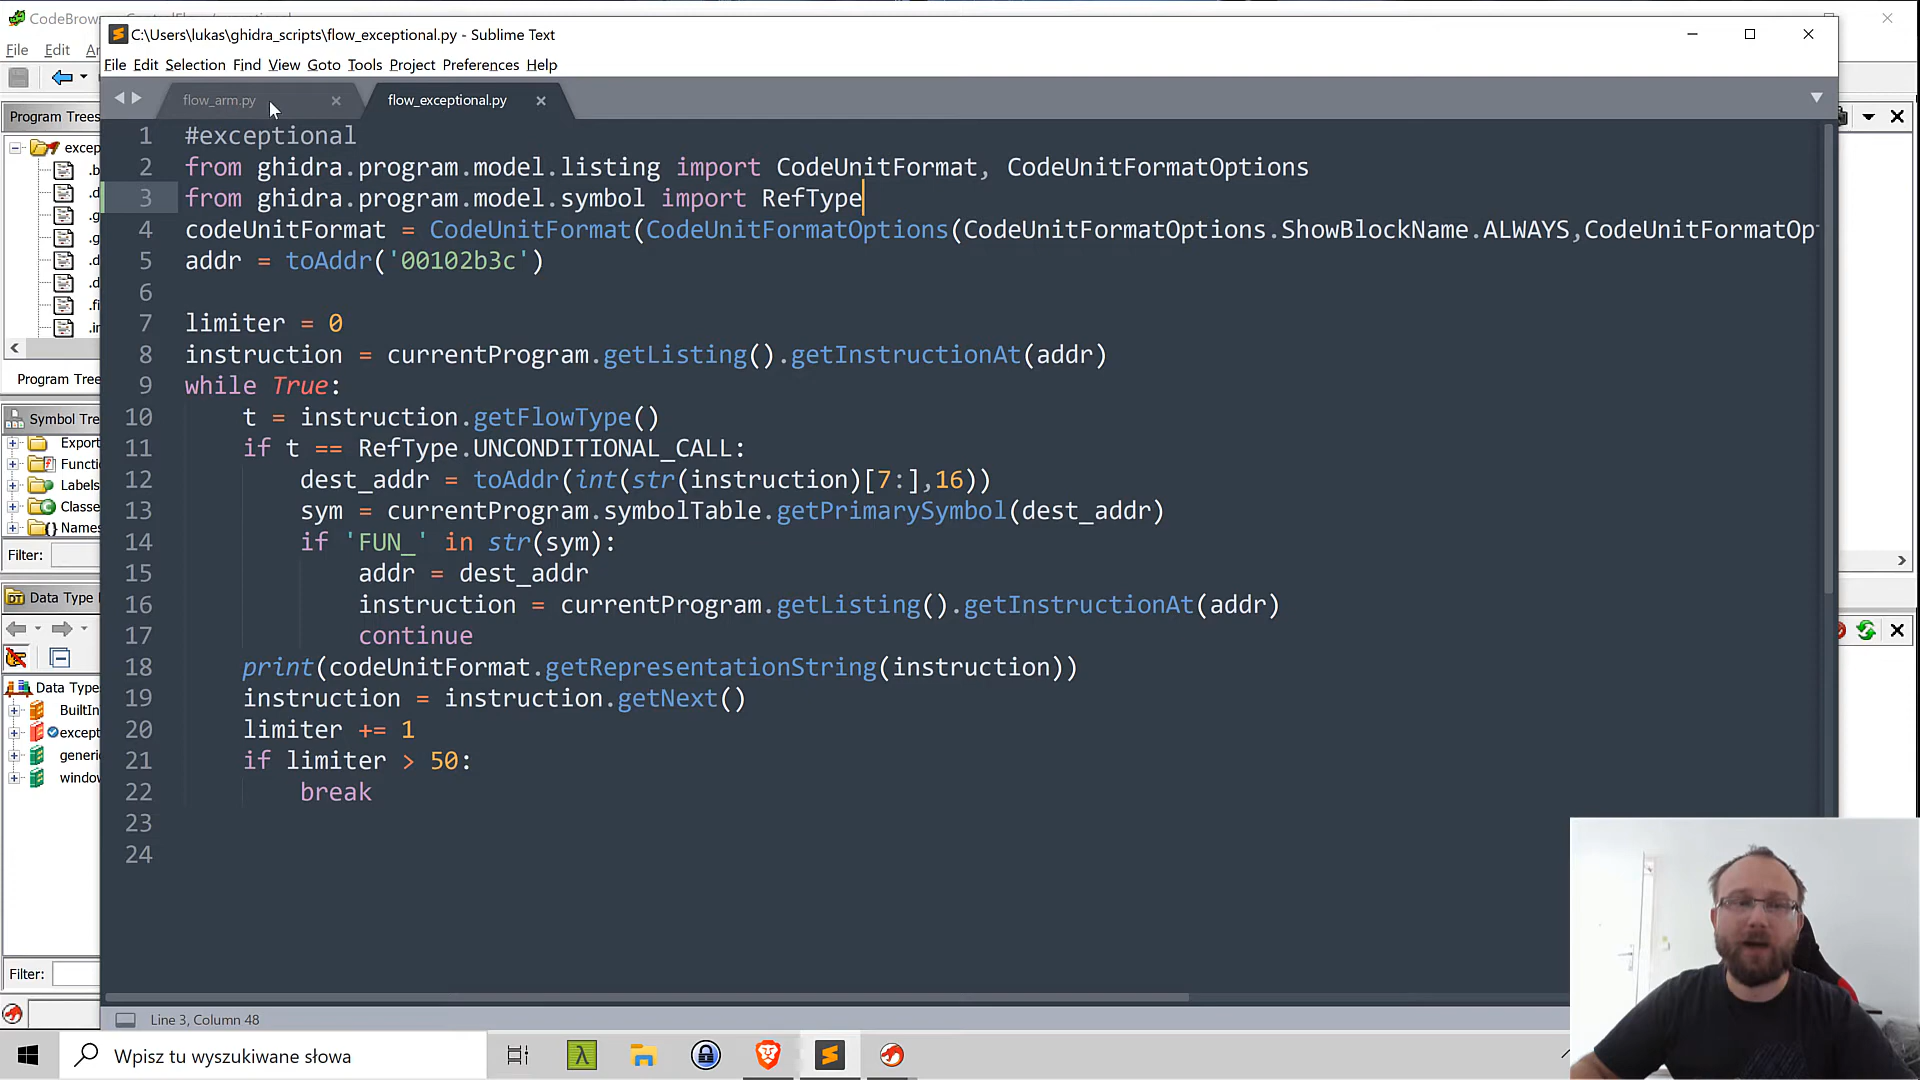 CodeBrow
File Edit An
C:\Users\lukas\ghidra_scripts\flow_exceptional.py - Sublime Text
File Edit Selection Find View Goto Tools Project Preferences Help
flow_arm.py
flow_exceptional.py
Program Trees
excep
.b
.d
.g
.g
.d
.d
.fi
.in
Program Tree
Symbol Tre
Export
Functi
Labels
Classe
Names
Filter:
Data Type
Data Type
BuiltIn
except
generi
windo
Filter:
1 #exceptional
2 from ghidra.program.model.listing import CodeUnitFormat, CodeUnitFormatOptions
3 from ghidra.program.model.symbol import RefType
4 codeUnitFormat = CodeUnitFormat(CodeUnitFormatOptions(CodeUnitFormatOptions.ShowBlockName.ALWAYS,CodeUnitFormatOp
5 addr = toAddr('00102b3c')
6
7 limiter = 0
8 instruction = currentProgram.getListing().getInstructionAt(addr)
9 while True:
10 t = instruction.getFlowType()
11 if t == RefType.UNCONDITIONAL_CALL:
12 dest_addr = toAddr(int(str(instruction)[7:],16))
13 sym = currentProgram.symbolTable.getPrimarySymbol(dest_addr)
14 if 'FUN_' in str(sym):
15 addr = dest_addr
16 instruction = currentProgram.getListing().getInstructionAt(addr)
17 continue
18 print(codeUnitFormat.getRepresentationString(instruction))
19 instruction = instruction.getNext()
20 limiter += 1
21 if limiter > 50:
22 break
23
24
Line 3, Column 48
Wpisz tu wyszukiwane słowa